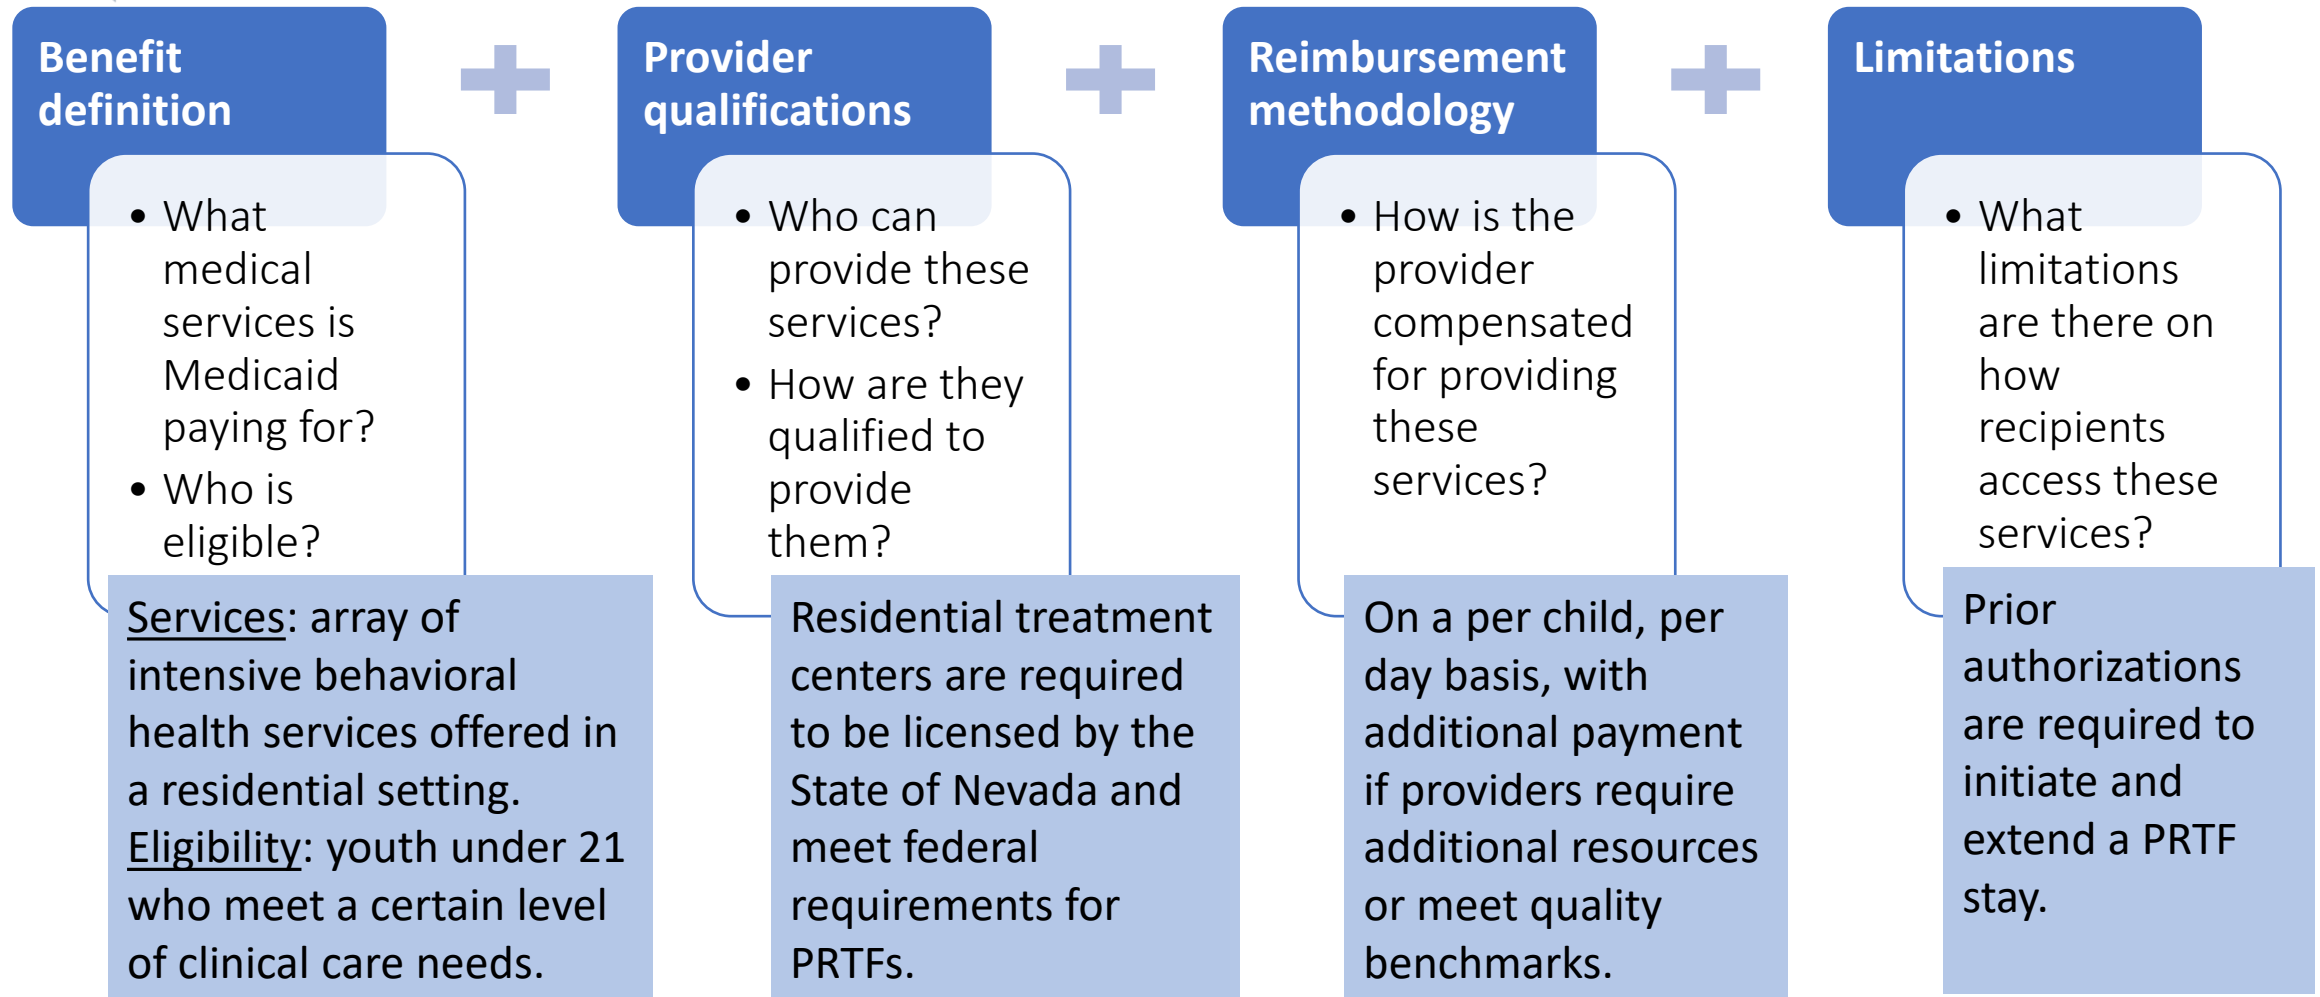 Benefit
definition
• What
medical
services is
Medicaid
paying for?
• Who is
eligible?
Services: array of
intensive behavioral
health services offered in
a residential setting.
Eligibility: youth under 21
who meet a certain level
of clinical care needs.
Provider
qualifications
• Who can
provide these
services?
• How are they
qualified to
provide
them?
Residential treatment
centers are required
to be licensed by the
State of Nevada and
meet federal
requirements for
PRTFs.
Reimbursement
methodology
• How is the
provider
compensated
for providing
these
services?
On a per child, per
day basis, with
additional payment
if providers require
additional resources
or meet quality
benchmarks.
Limitations
• What
limitations
are there on
how
recipients
access these
services?
Prior
authorizations
are required to
initiate and
extend a PRTF
stay.